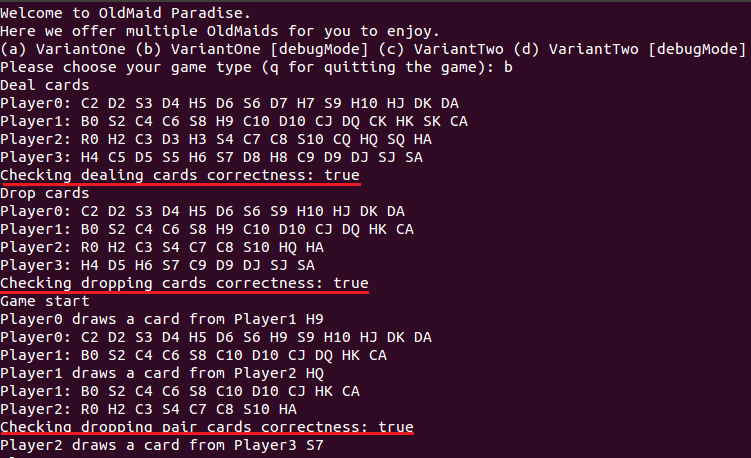 Welcome to OldMaid Paradise.
Here we offer multiple OldMaids for you to enjoy.
(a) VariantOne (b) VariantOne [debugMode] (c) VariantTwo (d) VariantTwo [debugMode]
Please choose your game type (q for quitting the game): b
Deal cards
Player0: C2 D2 S3 D4 H5 D6 S6 D7 H7 S9 H10 HJ DK DA
Player1: B0 S2 C4 C6 S8 H9 C10 D10 CJ DQ CK HK SK CA
Player2: R0 H2 C3 D3 H3 S4 C7 C8 S10 CQ HQ SQ HA
Player3: H4 C5 D5 S5 H6 S7 D8 H8 C9 D9 DJ SJ SA
Checking dealing cards correctness: true
Drop cards
Player0: C2 D2 S3 D4 H5 D6 S6 S9 H10 HJ DK DA
Player1: B0 S2 C4 C6 S8 H9 C10 D10 CJ DQ HK CA
Player2: R0 H2 C3 S4 C7 C8 S10 HQ HA
Player3: H4 D5 H6 S7 C9 D9 DJ SJ SA
Checking dropping cards correctness: true
Game start
Player0 draws a card from Player1 H9
Player0: C2 D2 S3 D4 H5 D6 S6 H9 S9 H10 HJ DK DA
Player1: B0 S2 C4 C6 S8 C10 D10 CJ DQ HK CA
Player1 draws a card from Player2 HQ
Player1: B0 S2 C4 C6 S8 C10 D10 CJ HK CA
Player2: R0 H2 C3 S4 C7 C8 S10 HA
Checking dropping pair cards correctness: true
Player2 draws a card from Player3 S7